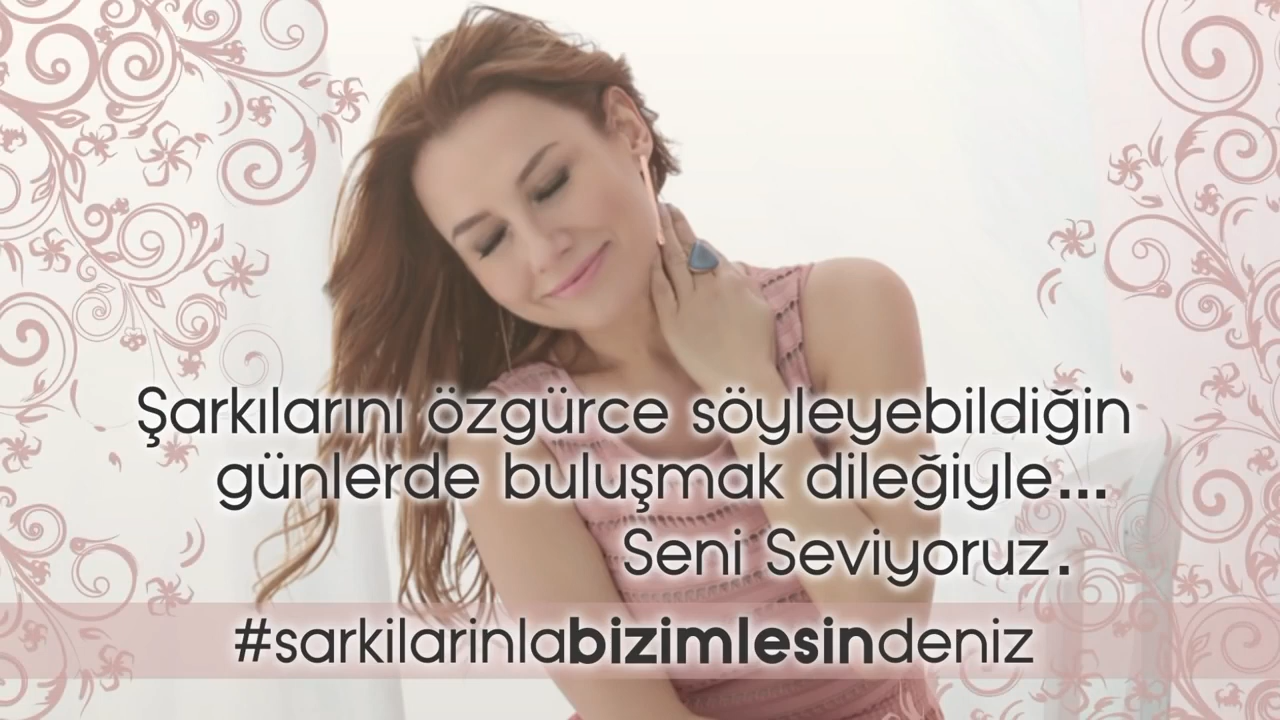 Şarkılarını özgürce söyleyebildiğin
günlerde buluşmak dileğiyle...
Seni Seviyoruz.
#sarkilarinlabizimlesindeniz